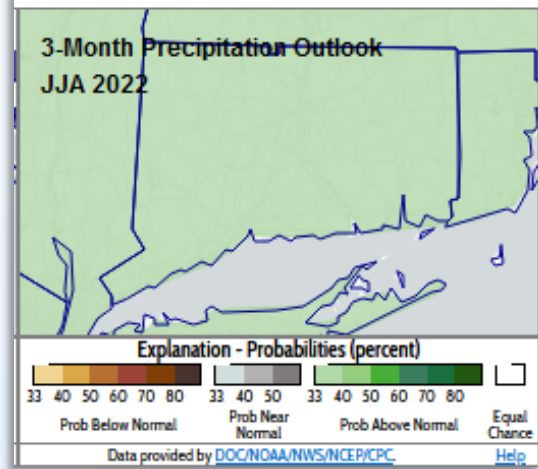 3-Month Precipitation Outlook
JJA 2022
Explanation - Probabilities (percent)
33 40 50 60 70 80 33 40 50 33 40 50 60 70 80
Prob Below Normal Prob Near Normal Prob Above Normal Equal Chance
Data provided by DOC/NOAA/NWS/NCEP/CPC. Help